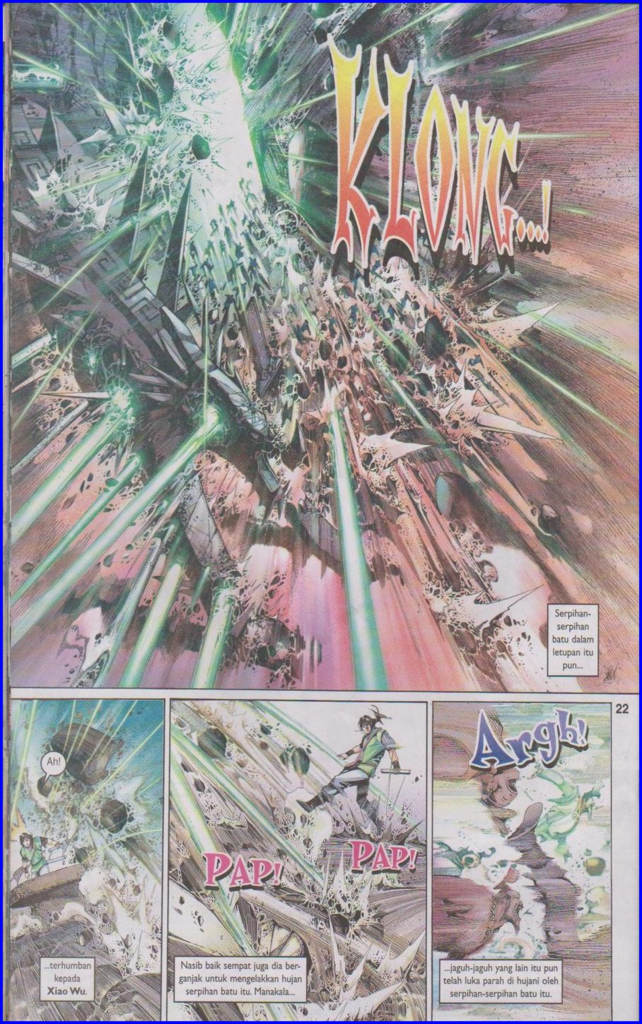 KLONG....!
Serpihan-
serpihan
batu dalam
letupan itu
pun...
22
Ah!
...terhumban
kepada
Xiao Wu.
PAP!
PAP!
Nasib baik sempat juga dia ber-
ganjak untuk mengelakkan hujan
serpihan batu itu. Manakala...
Argh!
...jaguh-jaguh yang lain itu pun
telah luka parah di hujani oleh
serpihan-serpihan batu itu.